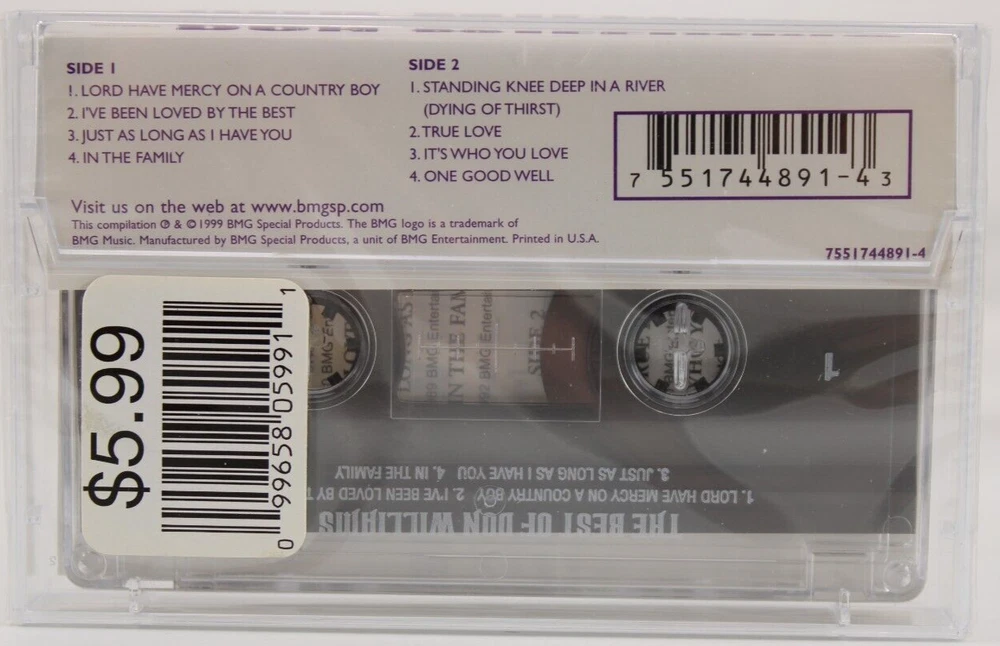 SIDE 1
1. LORD HAVE MERCY ON A COUNTRY BOY
2. I'VE BEEN LOVED BY THE BEST
3. JUST AS LONG AS I HAVE YOU
4. IN THE FAMILY
SIDE 2
1. STANDING KNEE DEEP IN A RIVER
(DYING OF THIRST)
2. TRUE LOVE
3. IT'S WHO YOU LOVE
4. ONE GOOD WELL
7 551744891-4 3
Visit us on the web at www.bmgsp.com
This compilation ℗ & © 1999 BMG Special Products. The BMG logo is a trademark of
BMG Music. Manufactured by BMG Special Products, a unit of BMG Entertainment. Printed in U.S.A.
7551744891-4
$5.99
0 99658 05991 1
SIDE 2
1
THE BEST OF DON WILLIAMS
1. LORD HAVE MERCY ON A COUNTRY BOY 2. I'VE BEEN LOVED BY T
3. JUST AS LONG AS I HAVE YOU 4. IN THE FAMILY